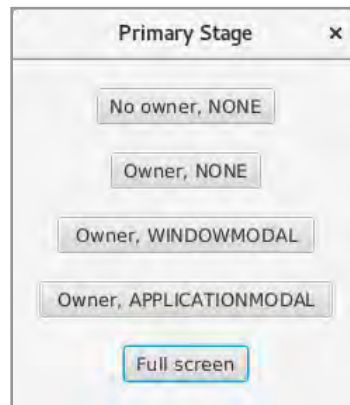 Primary Stage ×
No owner, NONE
Owner, NONE
Owner, WINDOWMODAL
Owner, APPLICATIONMODAL
Full screen